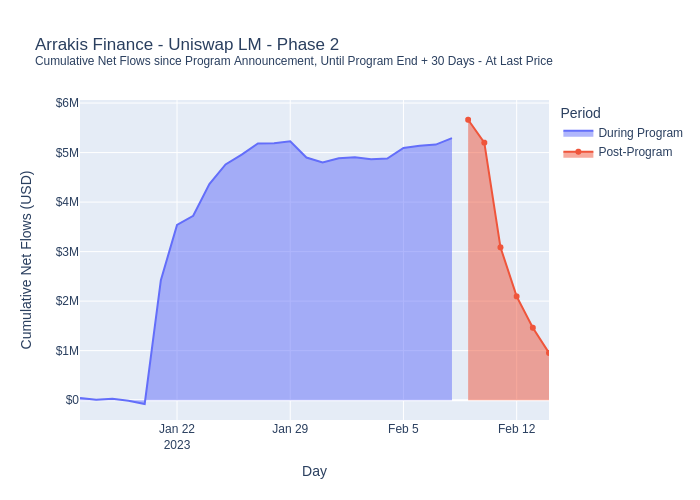 Arrakis Finance - Uniswap LM - Phase 2
Cumulative Net Flows since Program Announcement, Until Program End + 30 Days - At Last Price
Period
During Program
Post-Program
Cumulative Net Flows (USD)
$6M
$5M
$4M
$3M
$2M
$1M
$0
Jan 22
2023
Jan 29
Feb 5
Feb 12
Day